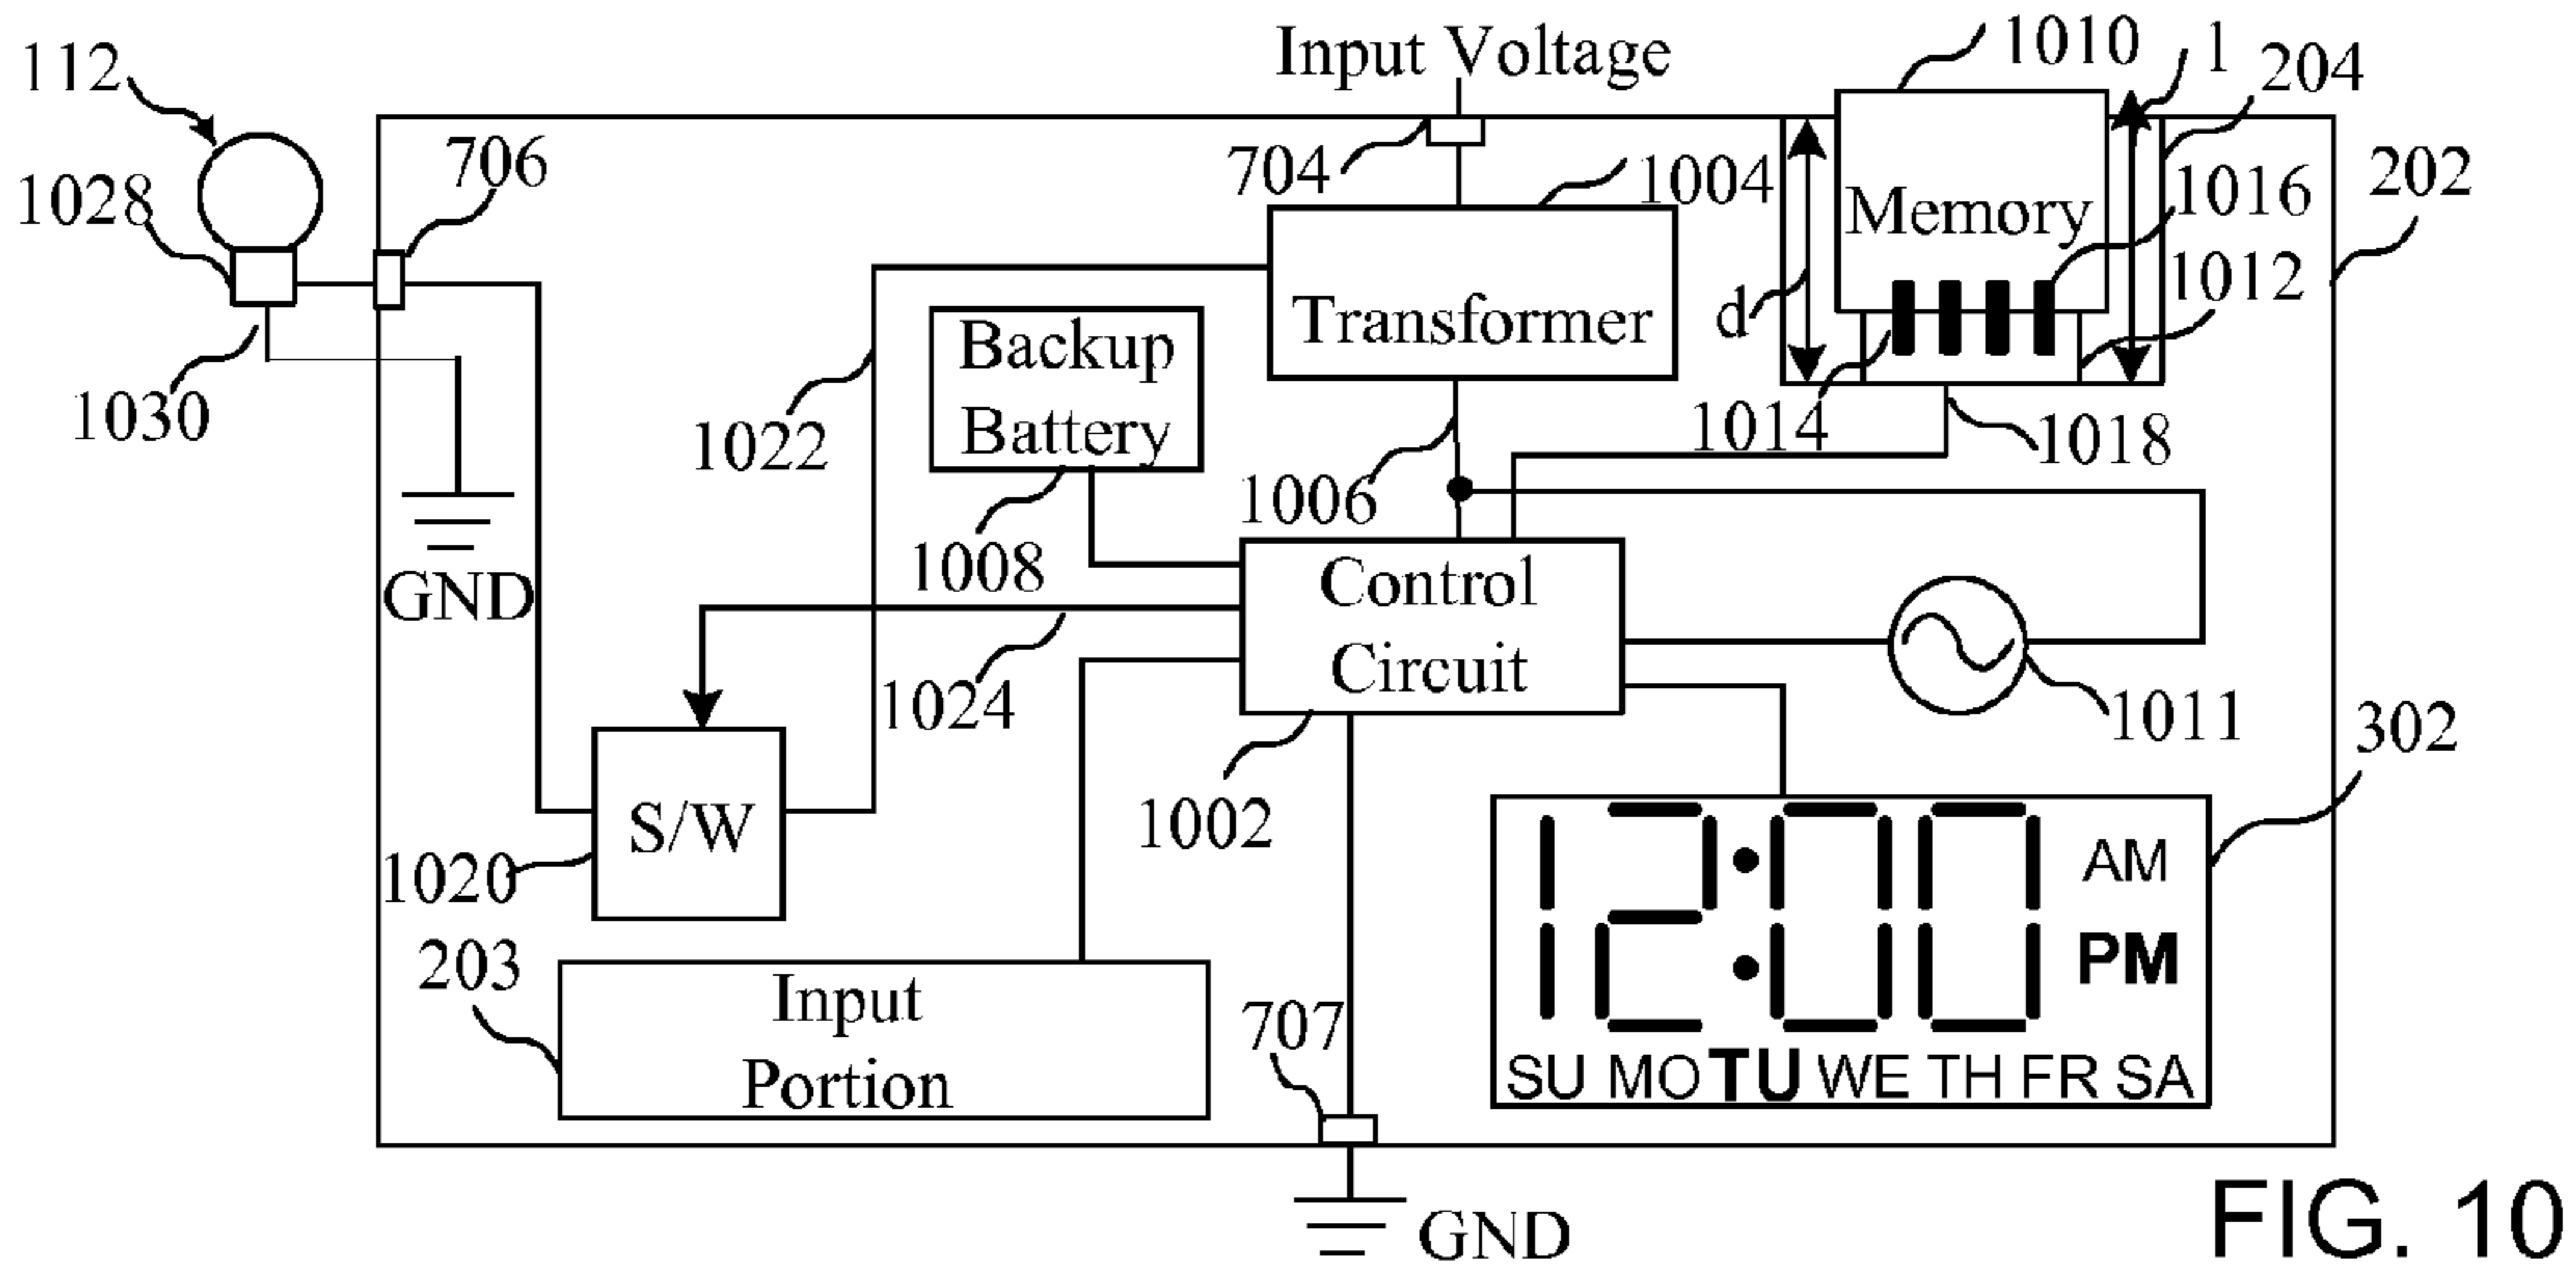 Input Voltage
1010
1
204
112
706
704
1004
1016
202
1028
Memory
1012
d
Transformer
Backup
Battery
1030
1022
1014
1018
1006
1008
GND
Control
Circuit
1024
1011
302
1002
S/W
1020
12:00
AM
PM
203
Input
Portion
707
SU MO TU WE TH FR SA
GND
FIG. 10